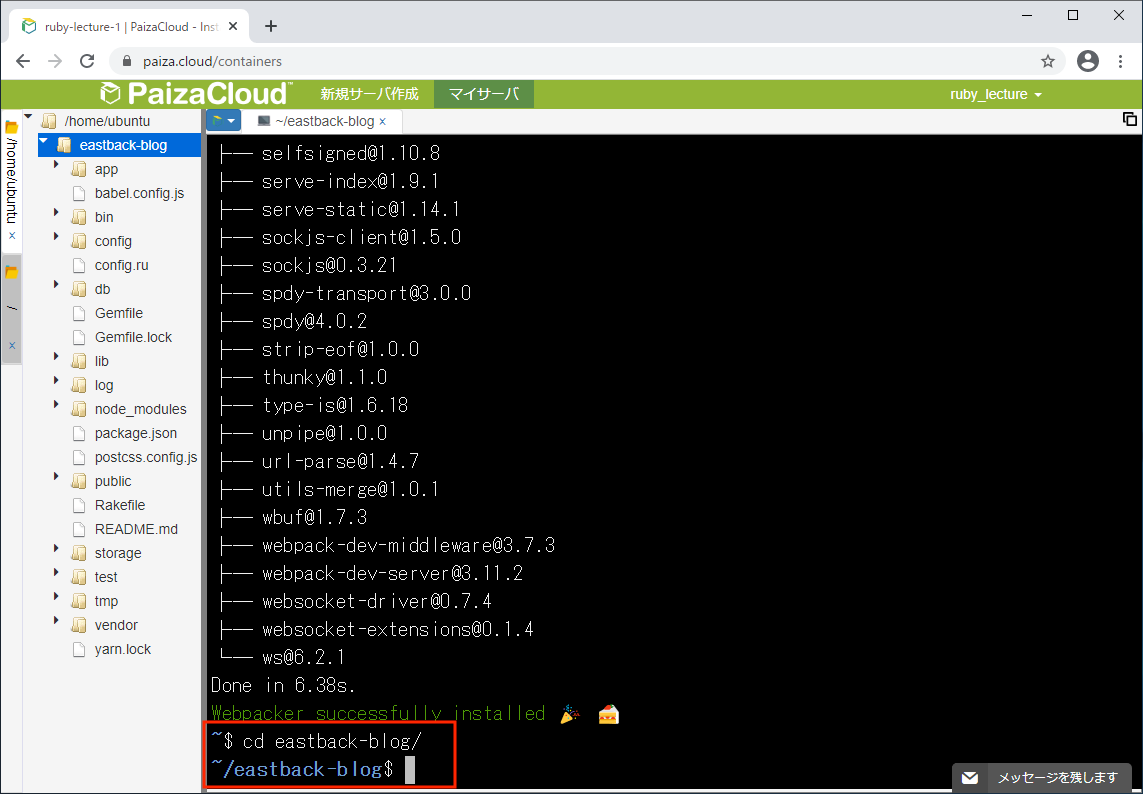 ruby-lecture-1 | PaizaCloud - Inst
paiza.cloud/containers
PaizaCloud™ 新規サーバ作成 マイサーバ ruby_lecture
/home/ubuntu
/
/home/ubuntu
eastback-blog
app
babel.config.js
bin
config
config.ru
db
Gemfile
Gemfile.lock
lib
log
node_modules
package.json
postcss.config.js
public
Rakefile
README.md
storage
test
tmp
vendor
yarn.lock
~/eastback-blog ×
├── selfsigned@1.10.8
├── serve-index@1.9.1
├── serve-static@1.14.1
├── sockjs-client@1.5.0
├── sockjs@0.3.21
├── spdy-transport@3.0.0
├── spdy@4.0.2
├── strip-eof@1.0.0
├── thunky@1.1.0
├── type-is@1.6.18
├── unpipe@1.0.0
├── url-parse@1.4.7
├── utils-merge@1.0.1
├── wbuf@1.7.3
├── webpack-dev-middleware@3.7.3
├── webpack-dev-server@3.11.2
├── websocket-driver@0.7.4
├── websocket-extensions@0.1.4
└── ws@6.2.1
Done in 6.38s.
Webpacker successfully installed 🎉 🍰
~$ cd eastback-blog/
~/eastback-blog$
メッセージを残します